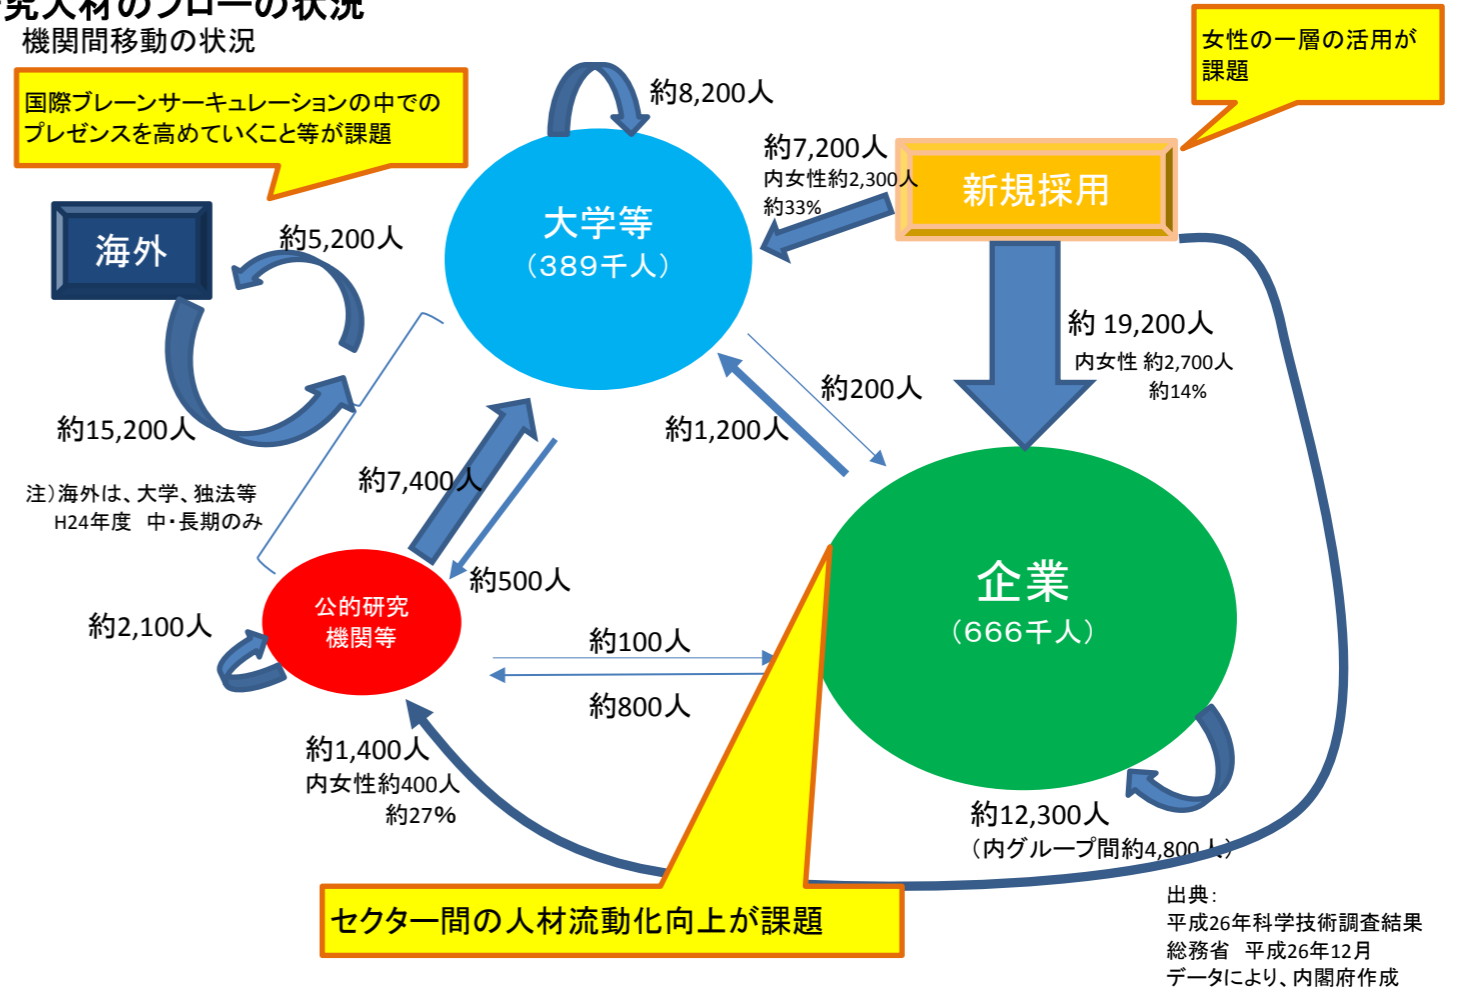 究人材のフローの状況
機関間移動の状況
女性の一層の活用が
課題
国際ブレーンサーキュレーションの中での
プレゼンスを高めていくこと等が課題
約8,200人
約7,200人
内女性約2,300人
約33%
新規採用
大学等
（389千人）
海外
約5,200人
約 19,200人
内女性 約2,700人
約14%
約200人
約1,200人
約15,200人
約7,400人
注）海外は、大学、独法等
H24年度　中・長期のみ
約500人
企業
（666千人）
公的研究
機関等
約2,100人
約100人
約800人
約1,400人
内女性約400人
約27%
約12,300人
（内グループ間約4,800人）
セクター間の人材流動化向上が課題
出典：
平成26年科学技術調査結果
総務省　平成26年12月
データにより、内閣府作成